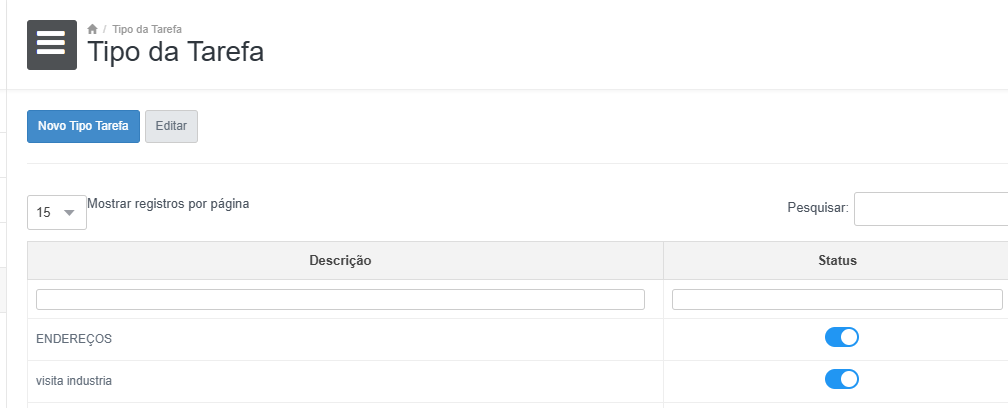 / Tipo da Tarefa
Tipo da Tarefa
Novo Tipo Tarefa Editar
15 Mostrar registros por página Pesquisar:
Descrição Status
ENDEREÇOS
visita industria